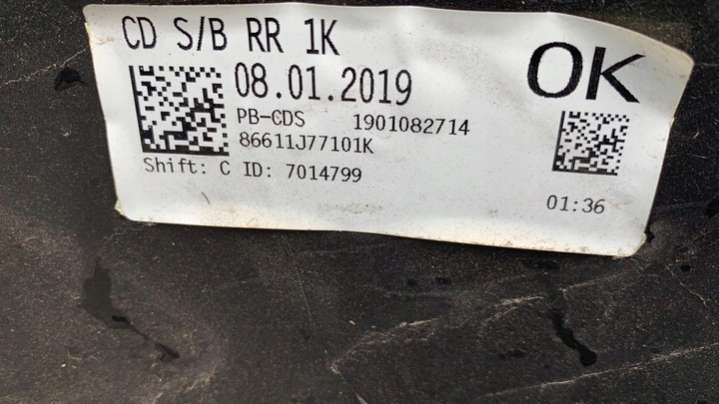 CD S/B RR 1K
OK
08.01.2019
PB-CDS 1901082714
86611J77101K
Shift: C ID: 7014799
01:36